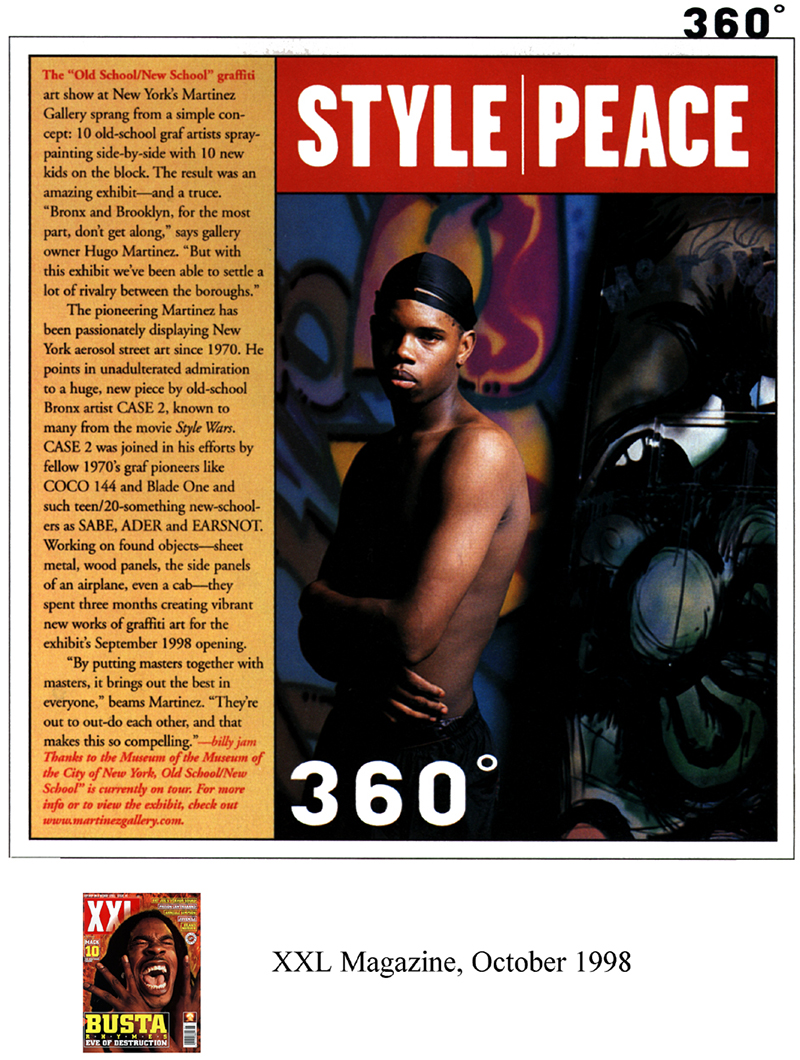 360°
STYLE | PEACE
The "Old School/New School" graffiti
art show at New York's Martinez
Gallery sprang from a simple con-
cept: 10 old-school graf artists spray-
painting side-by-side with 10 new
kids on the block. The result was an
amazing exhibit—and a truce.
"Bronx and Brooklyn, for the most
part, don't get along," says gallery
owner Hugo Martinez. "But with
this exhibit we've been able to settle a
lot of rivalry between the boroughs."
The pioneering Martinez has
been passionately displaying New
York aerosol street art since 1970. He
points in unadulterated admiration
to a huge, new piece by old-school
Bronx artist CASE 2, known to
many from the movie Style Wars.
CASE 2 was joined in his efforts by
fellow 1970's graf pioneers like
COCO 144 and Blade One and
such teen/20-something new-school-
ers as SABE, ADER and EARSNOT.
Working on found objects—sheet
metal, wood panels, the side panels
of an airplane, even a cab—they
spent three months creating vibrant
new works of graffiti art for the
exhibit's September 1998 opening.
"By putting masters together with
masters, it brings out the best in
everyone," beams Martinez. "They're
out to out-do each other, and that
makes this so compelling."—billy jam
Thanks to the Museum of the Museum of
the City of New York, Old School/New
School" is currently on tour. For more
info or to view the exhibit, check out
www.martinezgallery.com.
360°
XXL
MASE
10
BUSTA
RHYMES
EVE OF DESTRUCTION
XXL Magazine, October 1998